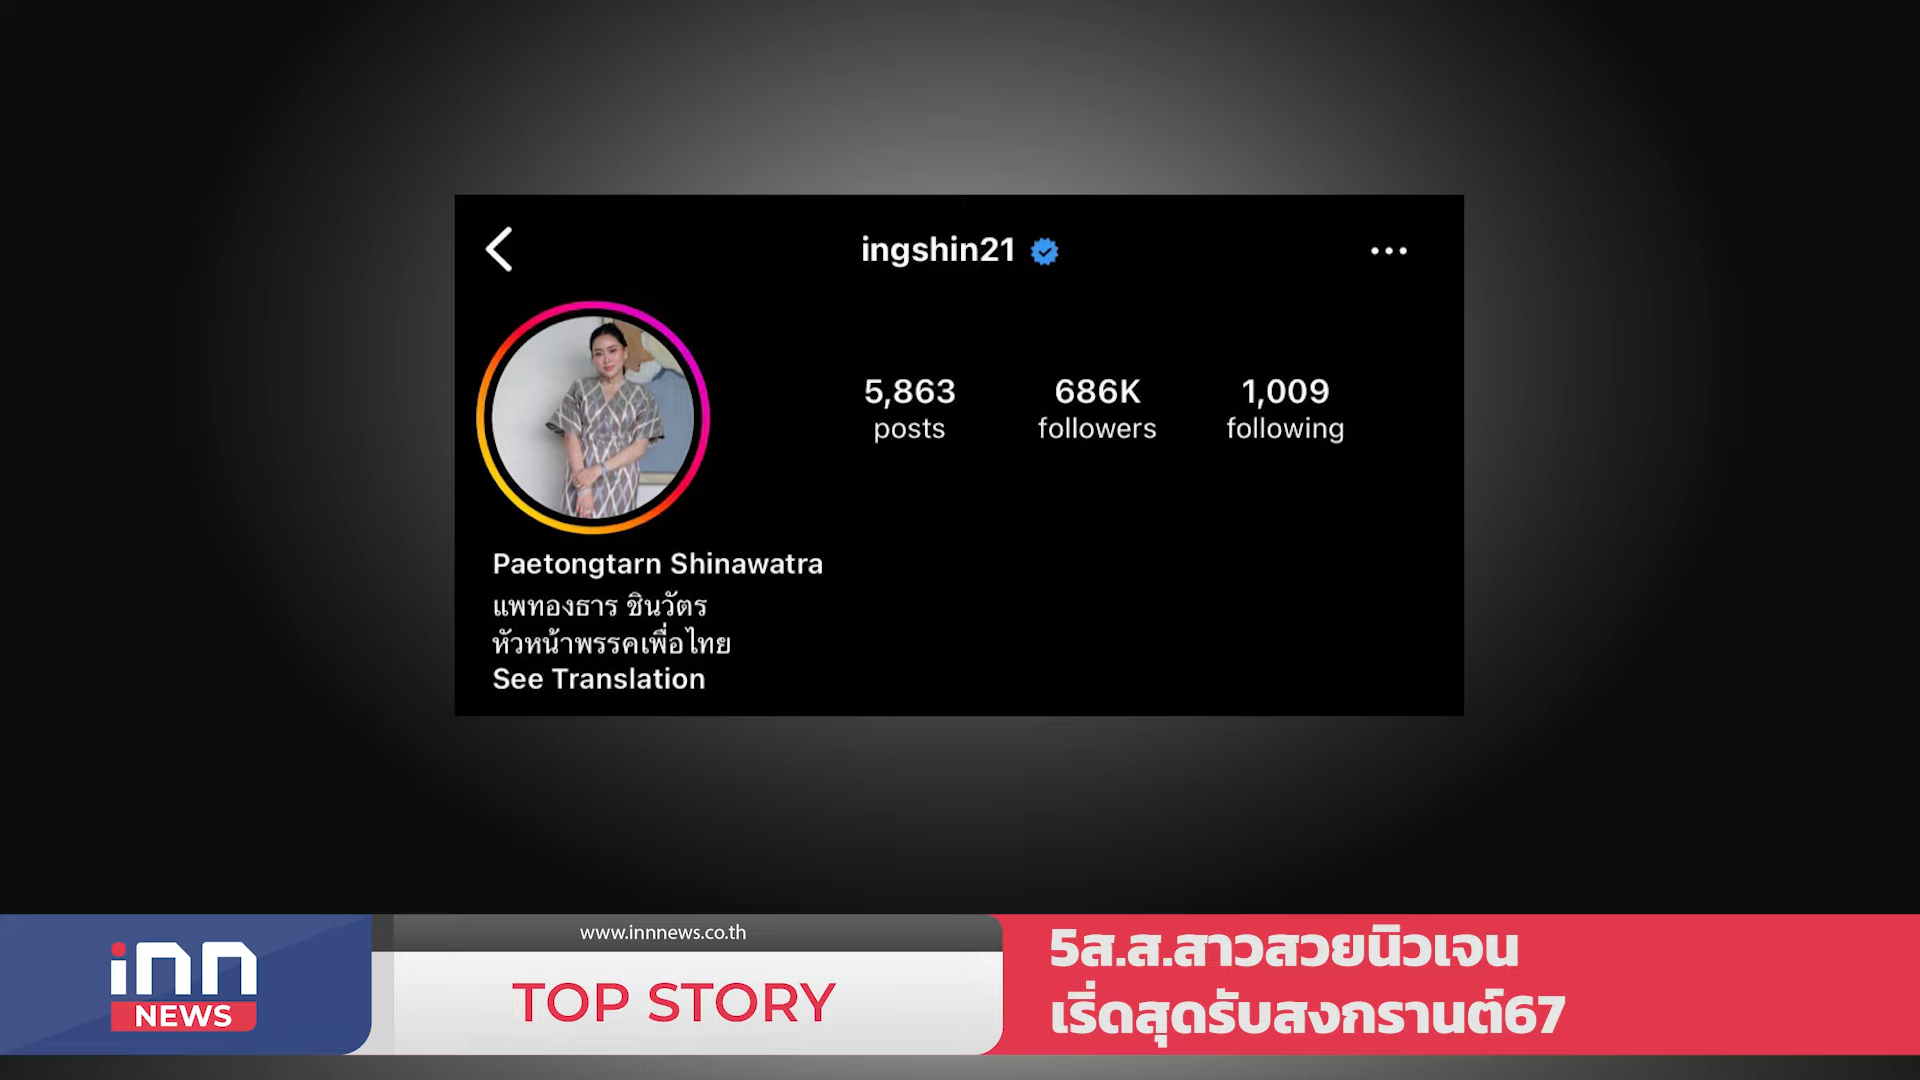 ingshin21
5,863 686K 1,009
posts followers following
Paetongtarn Shinawatra
แพทองธาร ชินวัตร
หัวหน้าพรรคเพื่อไทย
See Translation
inn
NEWS
www.innnews.co.th
TOP STORY
5ส.ส.สาวสวยนิวเจน
เริ่ดสุดรับสงกรานต์67